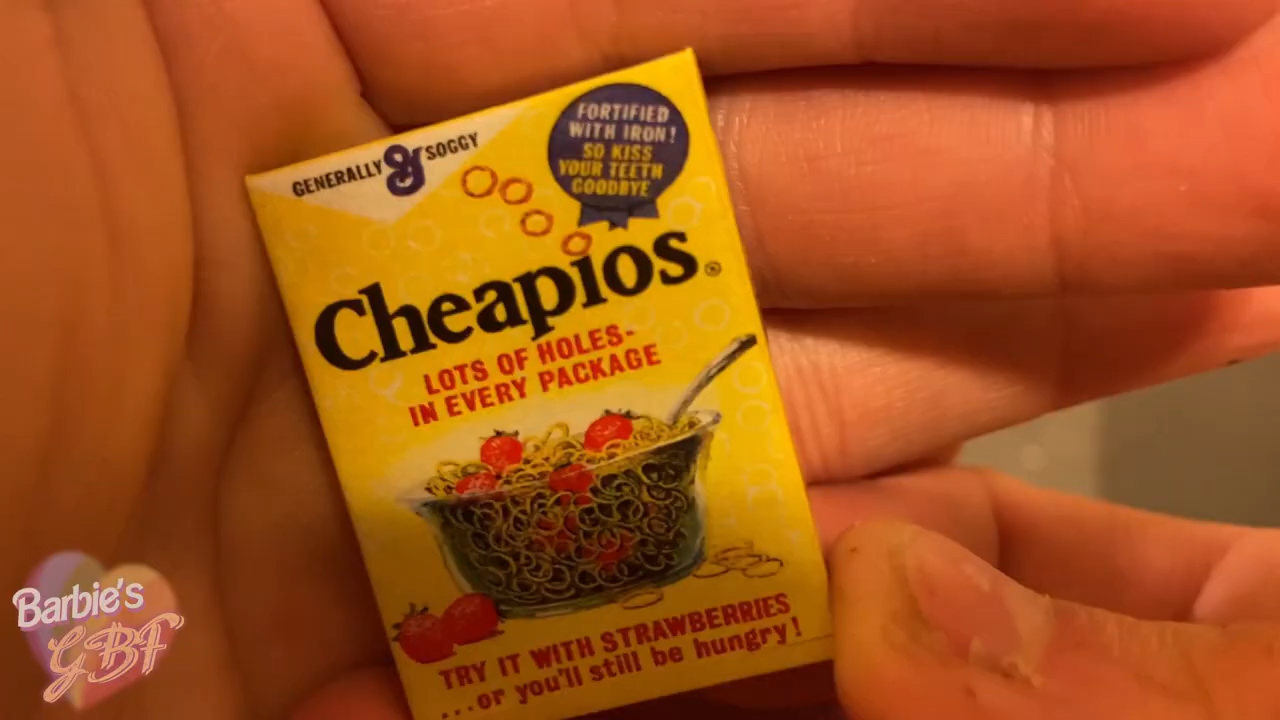 GENERALLY g SOGGY
FORTIFIED
WITH IRON!
SO KISS
YOUR TEETH
GOODBYE
Cheapios®
LOTS OF HOLES-
IN EVERY PACKAGE
TRY IT WITH STRAWBERRIES
...or you'll still be hungry!
Barbie's
GBF